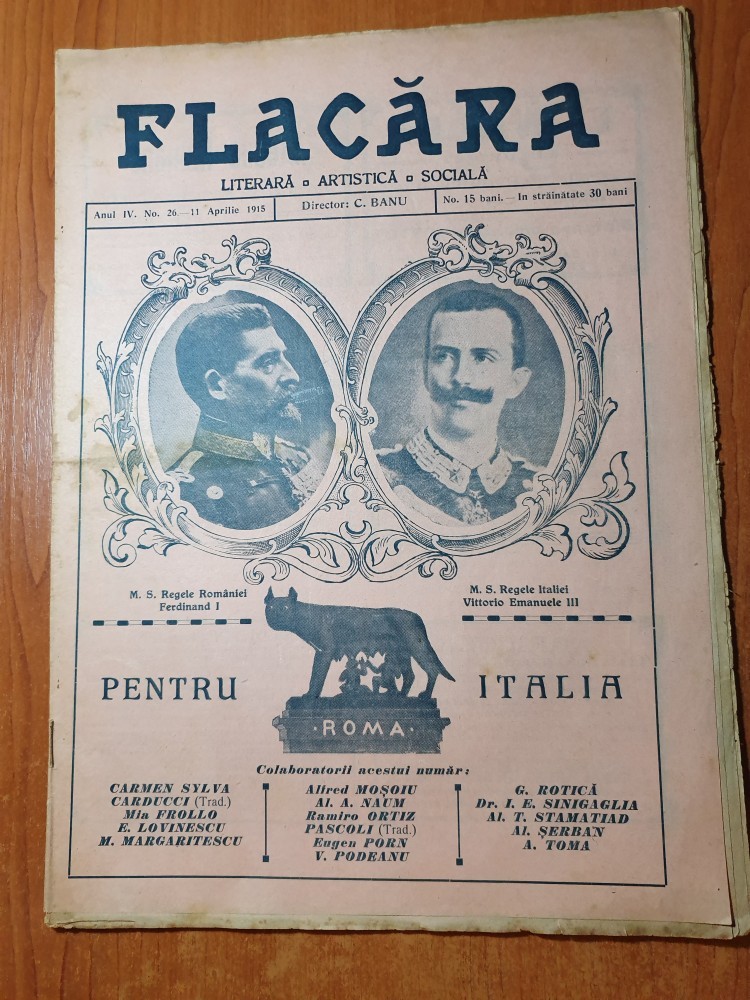 FLACĂRA
LITERARĂ ▫ ARTISTICĂ ▫ SOCIALĂ
Anul IV. No. 26.—11 Aprilie 1915
Director: C. BANU
No. 15 bani.—In străinătate 30 bani
M. S. Regele României
Ferdinand I
M. S. Regele Italiei
Vittorio Emanuele III
PENTRU
ITALIA
·ROMA·
Colaboratorii acestui număr:
CARMEN SYLVA
CARDUCCI (Trad.)
Mia FROLLO
E. LOVINESCU
M. MARGARITESCU
Alfred MOȘOIU
Al. A. NAUM
Ramiro ORTIZ
PASCOLI (Trad.)
Eugen PORN
V. PODEANU
G. ROTICĂ
Dr. I. E. SINIGAGLIA
Al. T. STAMATIAD
Al. ȘERBAN
A. TOMA